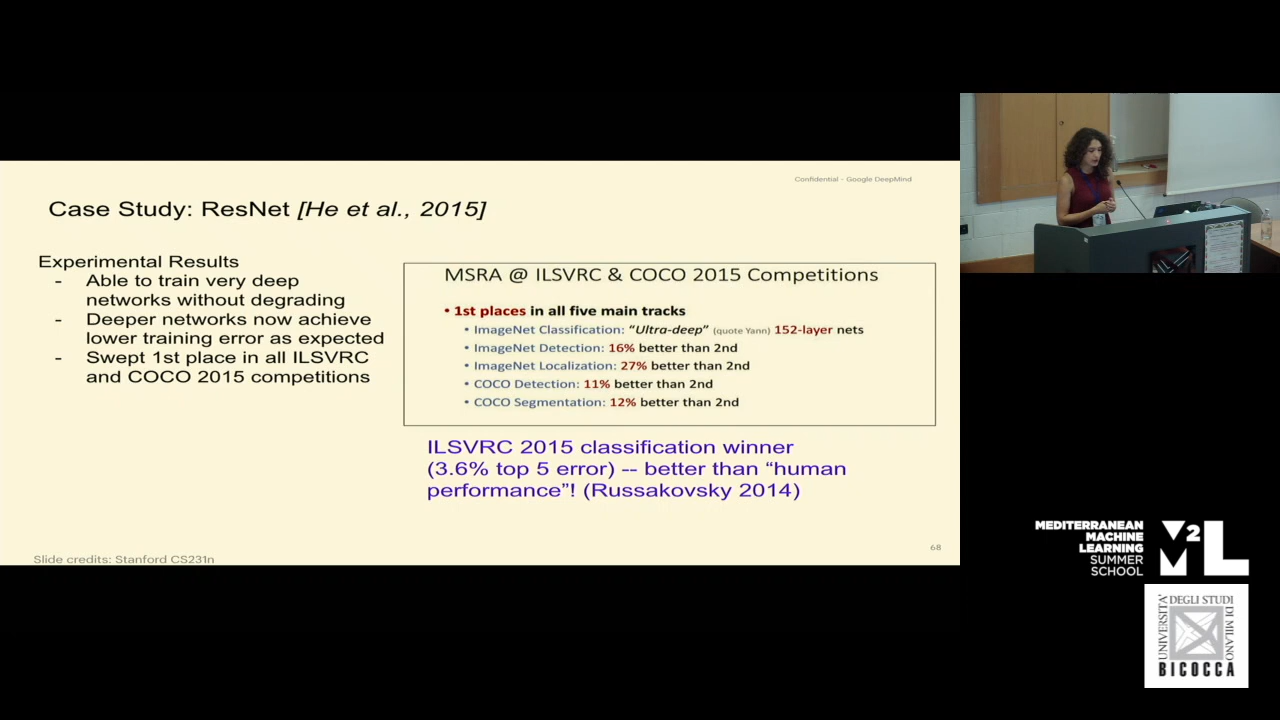 Confidential - Google DeepMind
Case Study: ResNet [He et al., 2015]
Experimental Results
- Able to train very deep
networks without degrading
- Deeper networks now achieve
lower training error as expected
- Swept 1st place in all ILSVRC
and COCO 2015 competitions
MSRA @ ILSVRC & COCO 2015 Competitions
• 1st places in all five main tracks
• ImageNet Classification: “Ultra-deep” (quote Yann) 152-layer nets
• ImageNet Detection: 16% better than 2nd
• ImageNet Localization: 27% better than 2nd
• COCO Detection: 11% better than 2nd
• COCO Segmentation: 12% better than 2nd
ILSVRC 2015 classification winner
(3.6% top 5 error) -- better than “human
performance”! (Russakovsky 2014)
68
Slide credits: Stanford CS231n
MEDITERRANEAN
MACHINE
LEARNING
SUMMER
SCHOOL
M2L
UNIVERSITÀ
DEGLI STUDI
DI MILANO
BICOCCA